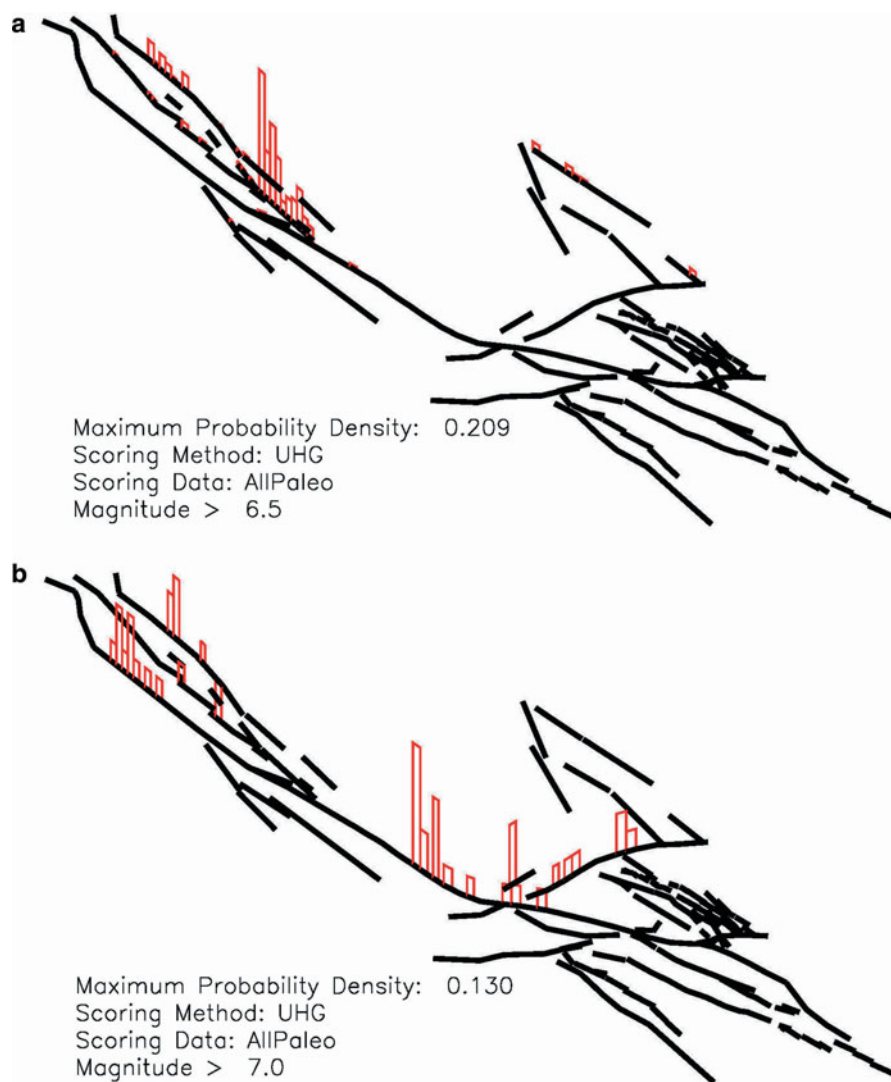 a
Maximum Probability Density: 0.209
Scoring Method: UHG
Scoring Data: AllPaleo
Magnitude > 6.5
b
Maximum Probability Density: 0.130
Scoring Method: UHG
Scoring Data: AllPaleo
Magnitude > 7.0